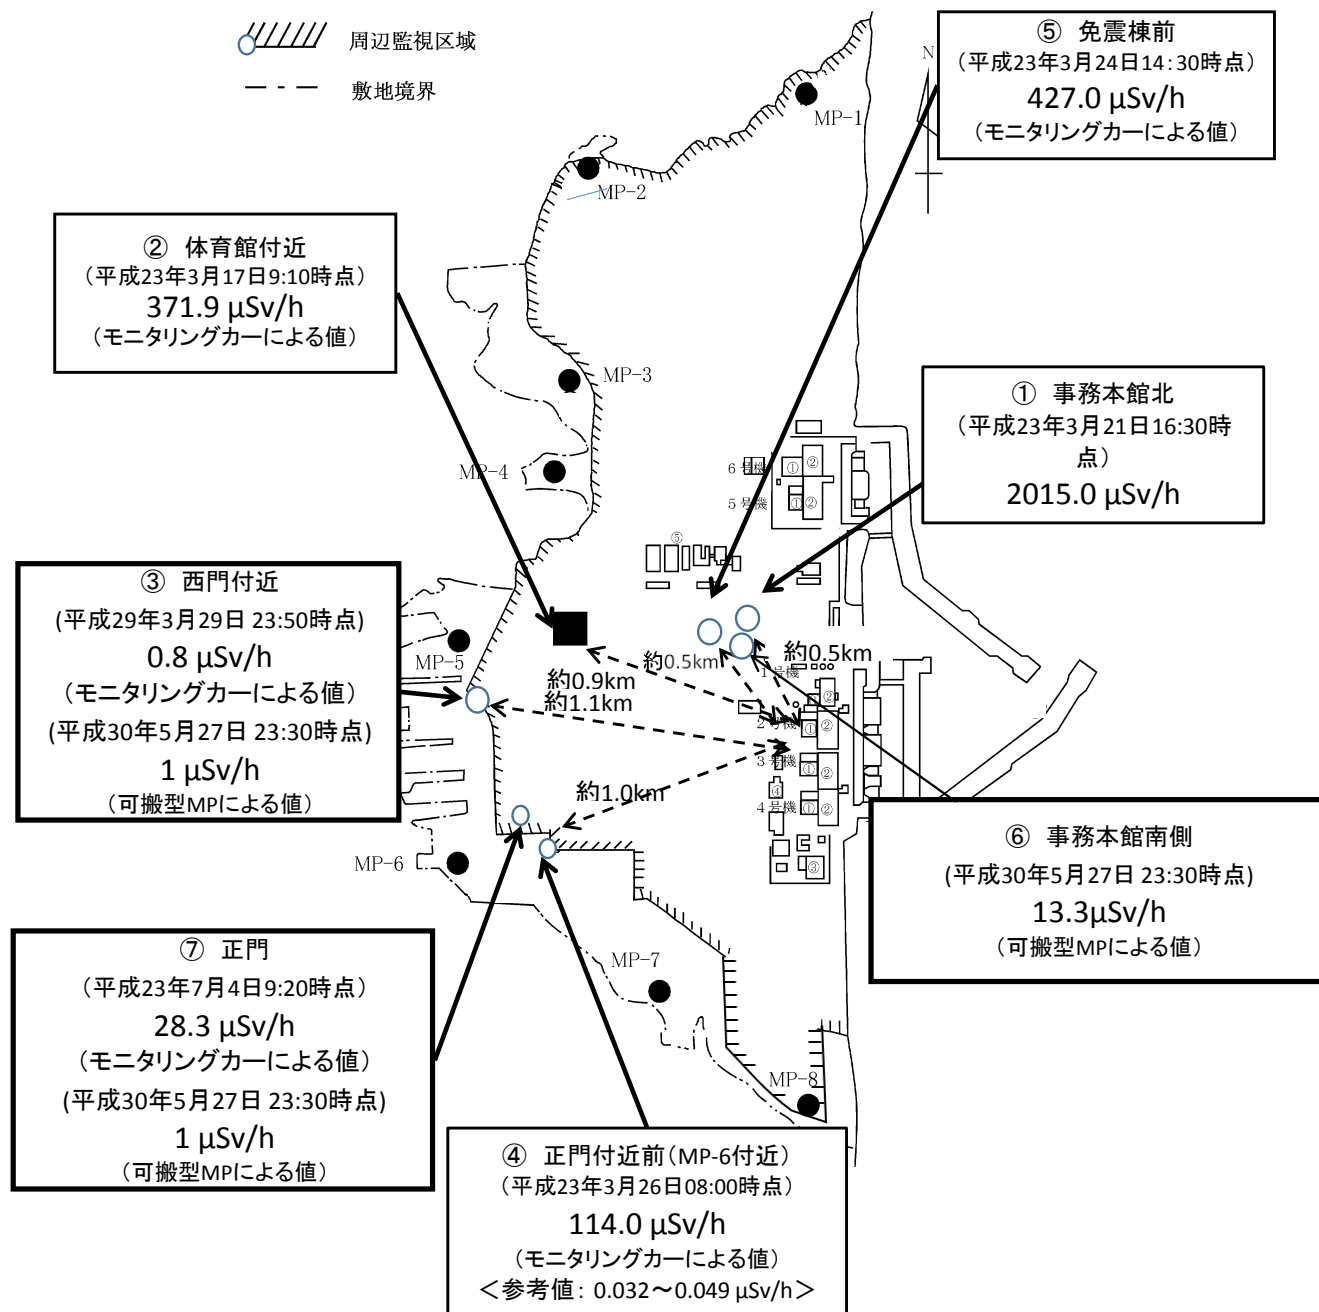 周辺監視区域
敷地境界
⑤ 免震棟前
(平成23年3月24日14:30時点)
427.0 μSv/h
(モニタリングカーによる値)
N
MP-1
MP-2
② 体育館付近
(平成23年3月17日9:10時点)
371.9 μSv/h
(モニタリングカーによる値)
MP-3
① 事務本館北
(平成23年3月21日16:30時
点)
2015.0 μSv/h
MP-4
6号機
①
②
5号機
①
②
⑤
③ 西門付近
(平成29年3月29日 23:50時点)
0.8 μSv/h
(モニタリングカーによる値)
(平成30年5月27日 23:30時点)
1 μSv/h
(可搬型MPによる値)
MP-5
約0.5km
約0.5km
約0.9km
約1.1km
1号機
②
2号機
①
②
3号機
①
②
④
約1.0km
4号機
①
②
③
MP-6
⑥ 事務本館南側
(平成30年5月27日 23:30時点)
13.3μSv/h
(可搬型MPによる値)
⑦ 正門
(平成23年7月4日9:20時点)
28.3 μSv/h
(モニタリングカーによる値)
(平成30年5月27日 23:30時点)
1 μSv/h
(可搬型MPによる値)
MP-7
MP-8
④ 正門付近前(MP-6付近)
(平成23年3月26日08:00時点)
114.0 μSv/h
(モニタリングカーによる値)
<参考値: 0.032~0.049 μSv/h>